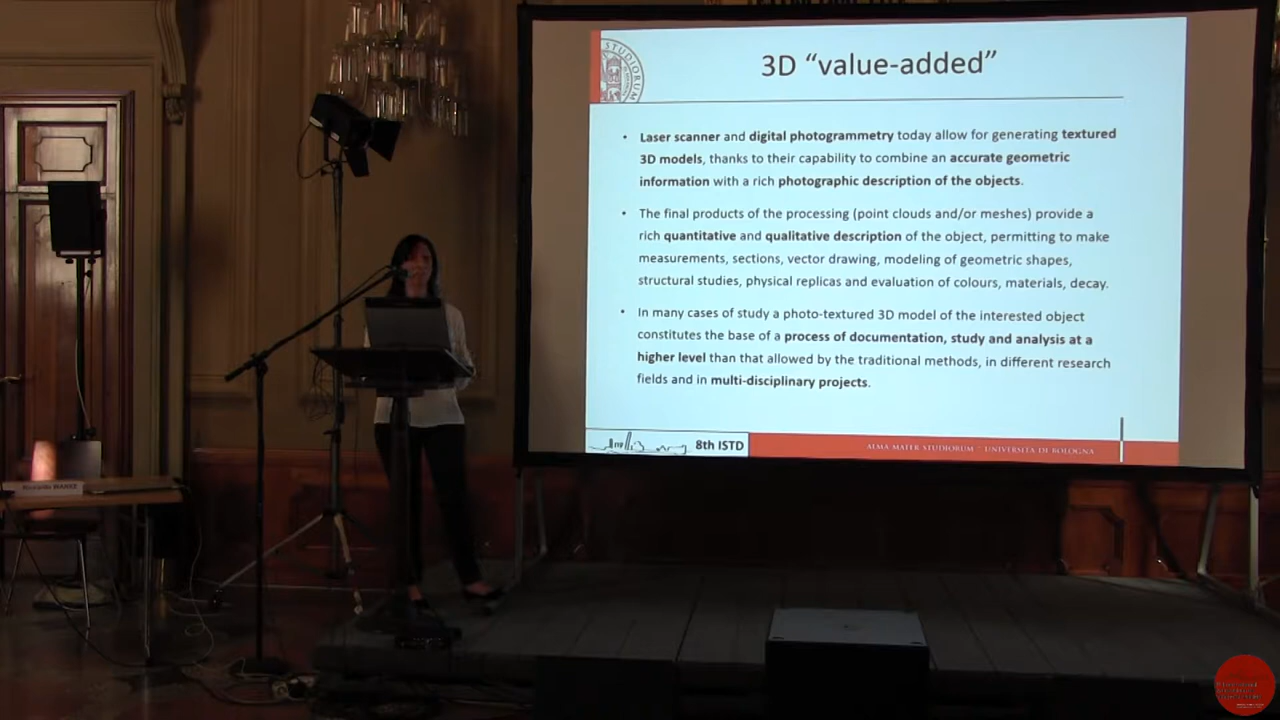 STUDIORUM
3D “value-added”
• Laser scanner and digital photogrammetry today allow for generating textured
3D models, thanks to their capability to combine an accurate geometric
information with a rich photographic description of the objects.
• The final products of the processing (point clouds and/or meshes) provide a
rich quantitative and qualitative description of the object, permitting to make
measurements, sections, vector drawing, modeling of geometric shapes,
structural studies, physical replicas and evaluation of colours, materials, decay.
• In many cases of study a photo-textured 3D model of the interested object
constitutes the base of a process of documentation, study and analysis at a
higher level than that allowed by the traditional methods, in different research
fields and in multi-disciplinary projects.
8th ISTD
ALMA MATER STUDIORUM ~ UNIVERSITÀ DI BOLOGNA